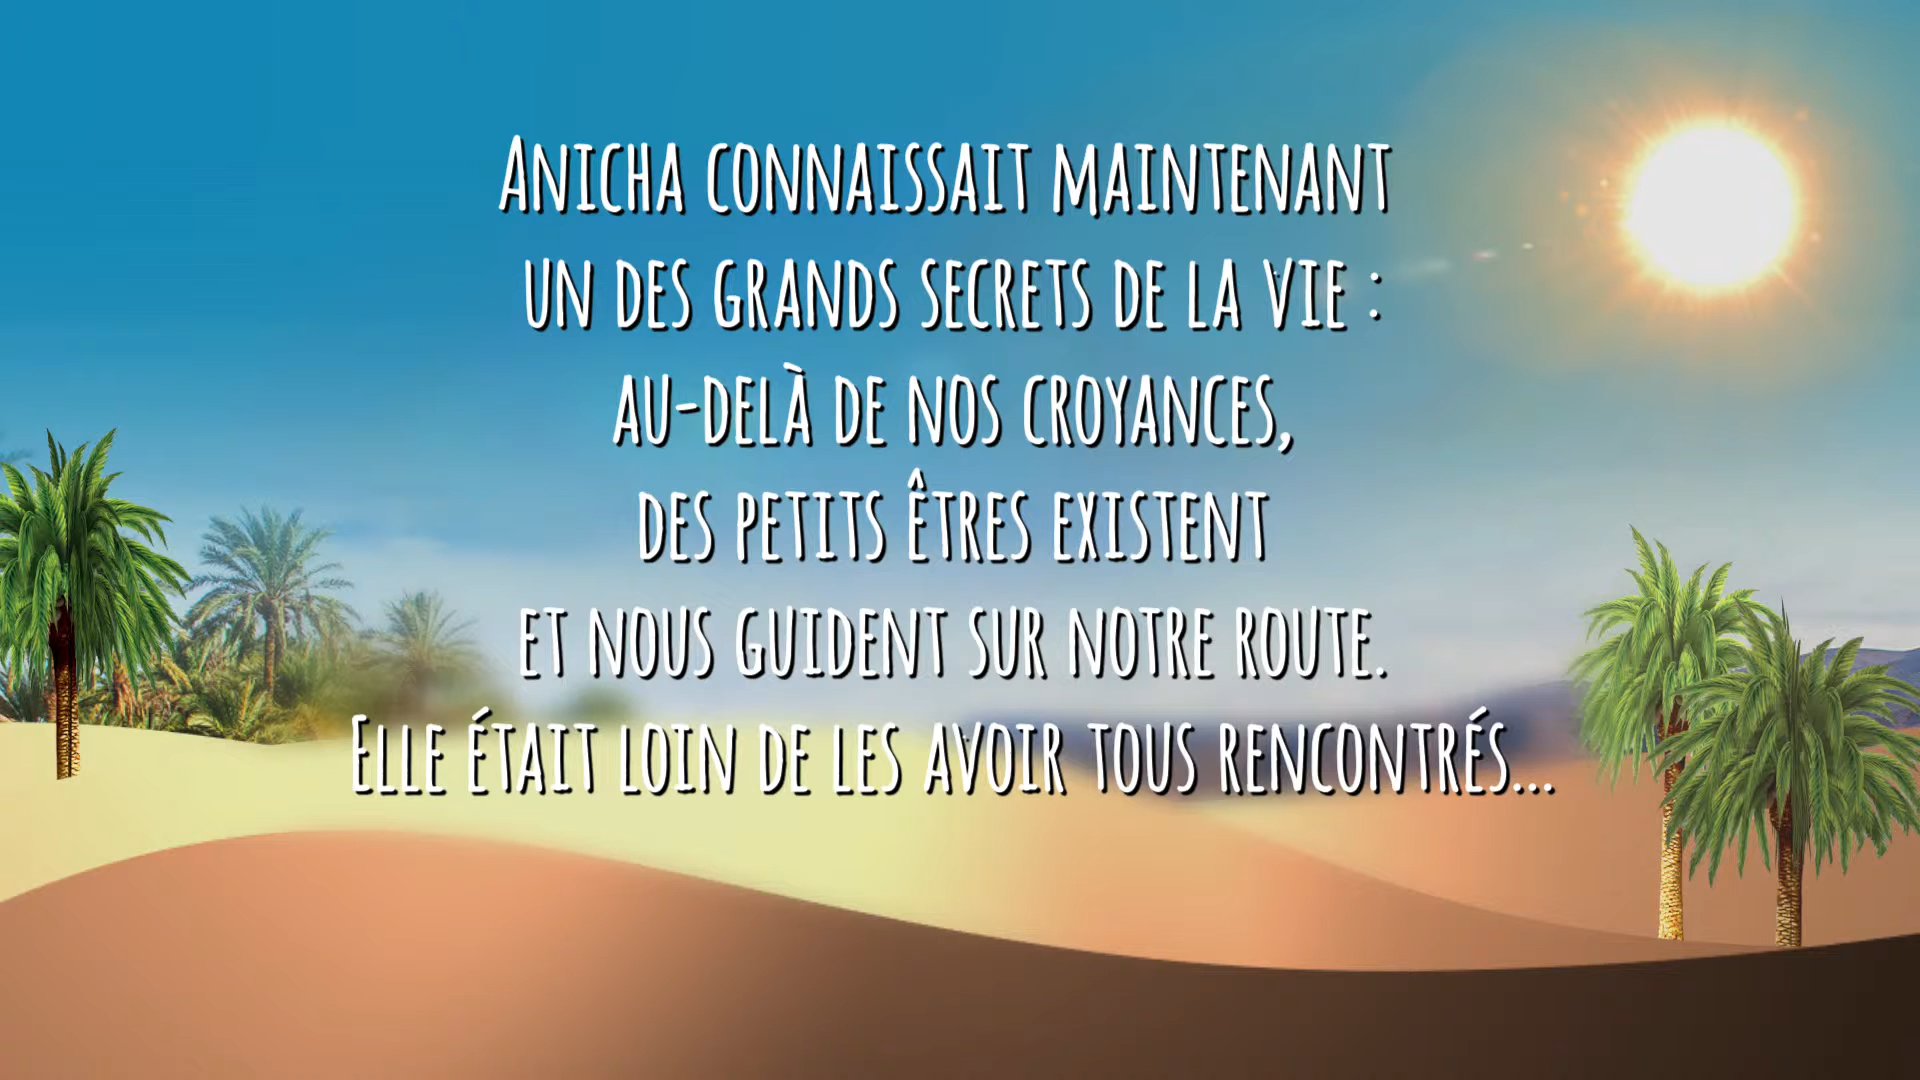 Anicha connaissait maintenant
un des grands secrets de la vie :
au-delà de nos croyances,
des petits êtres existent
et nous guident sur notre route.
Elle était loin de les avoir tous rencontrés...